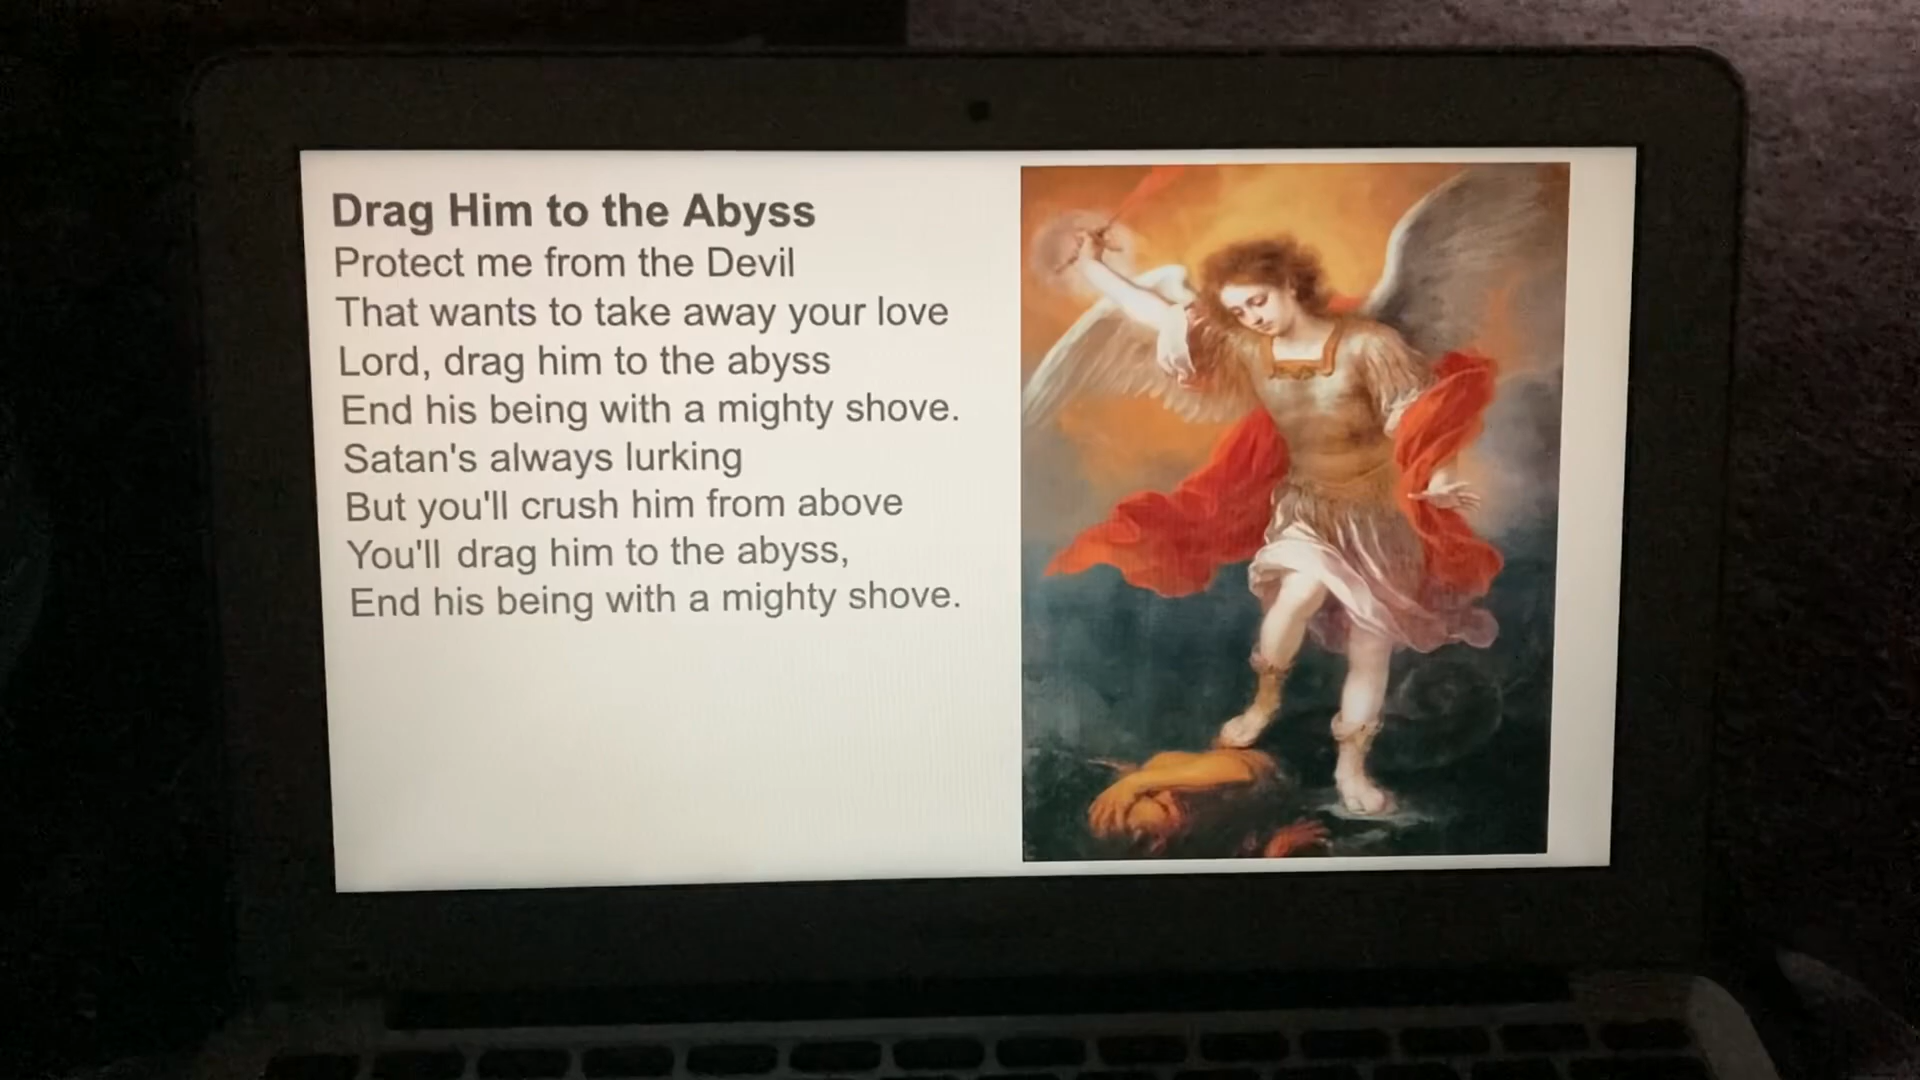 Drag Him to the Abyss
Protect me from the Devil
That wants to take away your love
Lord, drag him to the abyss
End his being with a mighty shove.
Satan's always lurking
But you'll crush him from above
You'll drag him to the abyss,
End his being with a mighty shove.